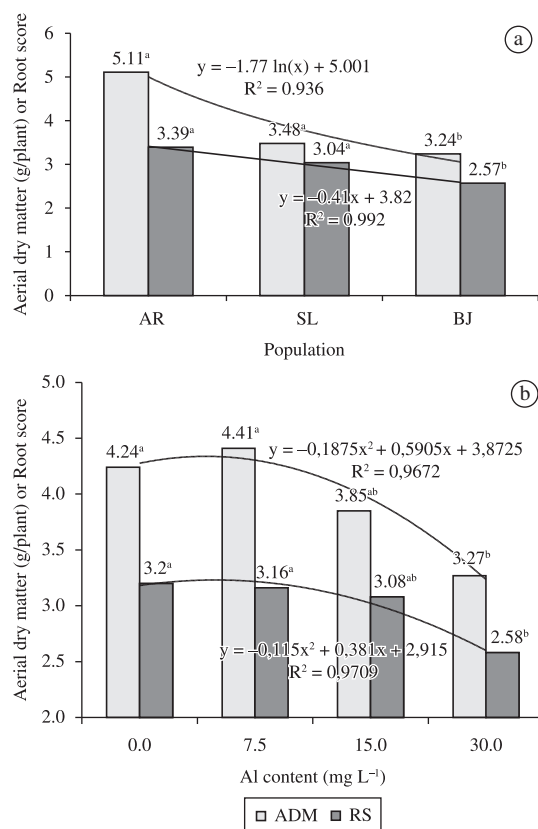 a
Aerial dry matter (g/plant) or Root score
6
5
4
3
2
1
0
5.11ᵃ
y = −1.77 ln(x) + 5.001
R² = 0.936
3.39ᵃ
3.48ᵃ
3.04ᵃ
3.24ᵇ
2.57ᵇ
y = −0.41x + 3.82
R² = 0.992
AR SL BJ
Population
b
Aerial dry matter (g/plant) or Root score
5.0
4.5
4.0
3.5
3.0
2.5
2.0
4.24ᵃ
4.41ᵃ
y = −0,1875x² + 0,5905x + 3,8725
R² = 0,9672
3.85ᵃᵇ
3.27ᵇ
3.2ᵃ
3.16ᵃ
3.08ᵃᵇ
2.58ᵇ
y = −0,115x² + 0,381x + 2,915
R² = 0,9709
0.0 7.5 15.0 30.0
Al content (mg L⁻¹)
ADM RS